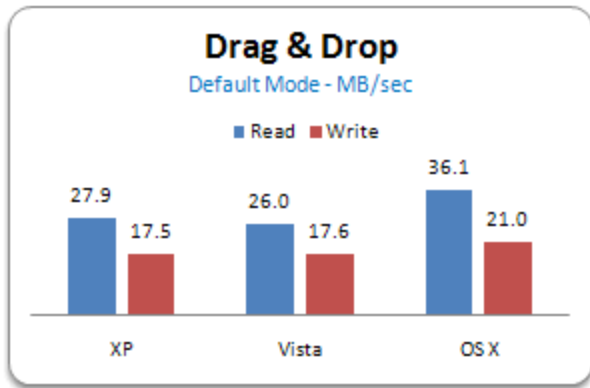 Drag & Drop
Default Mode - MB/sec
Read Write
27.9 17.5 26.0 17.6 36.1 21.0
XP Vista OS X